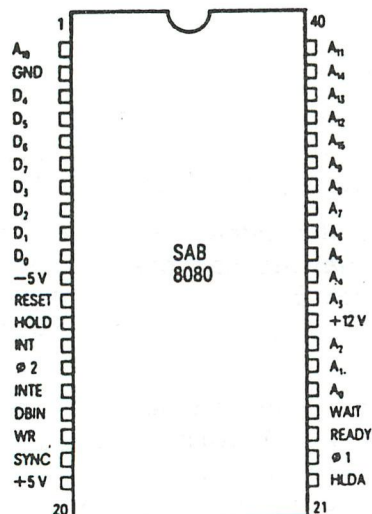 1 40
A₁₀ A₁₁
GND A₁₄
D₄ A₁₃
D₅ A₁₂
D₆ A₁₅
D₇ A₉
D₃ A₈
D₂ A₇
D₁ A₆
D₀ A₅
−5 V A₄
RESET A₃
HOLD +12 V
INT A₂
ø 2 A₁.
INTE A₀
DBIN WAIT
WR READY
SYNC ø 1
+5 V HLDA
20 21
SAB
8080